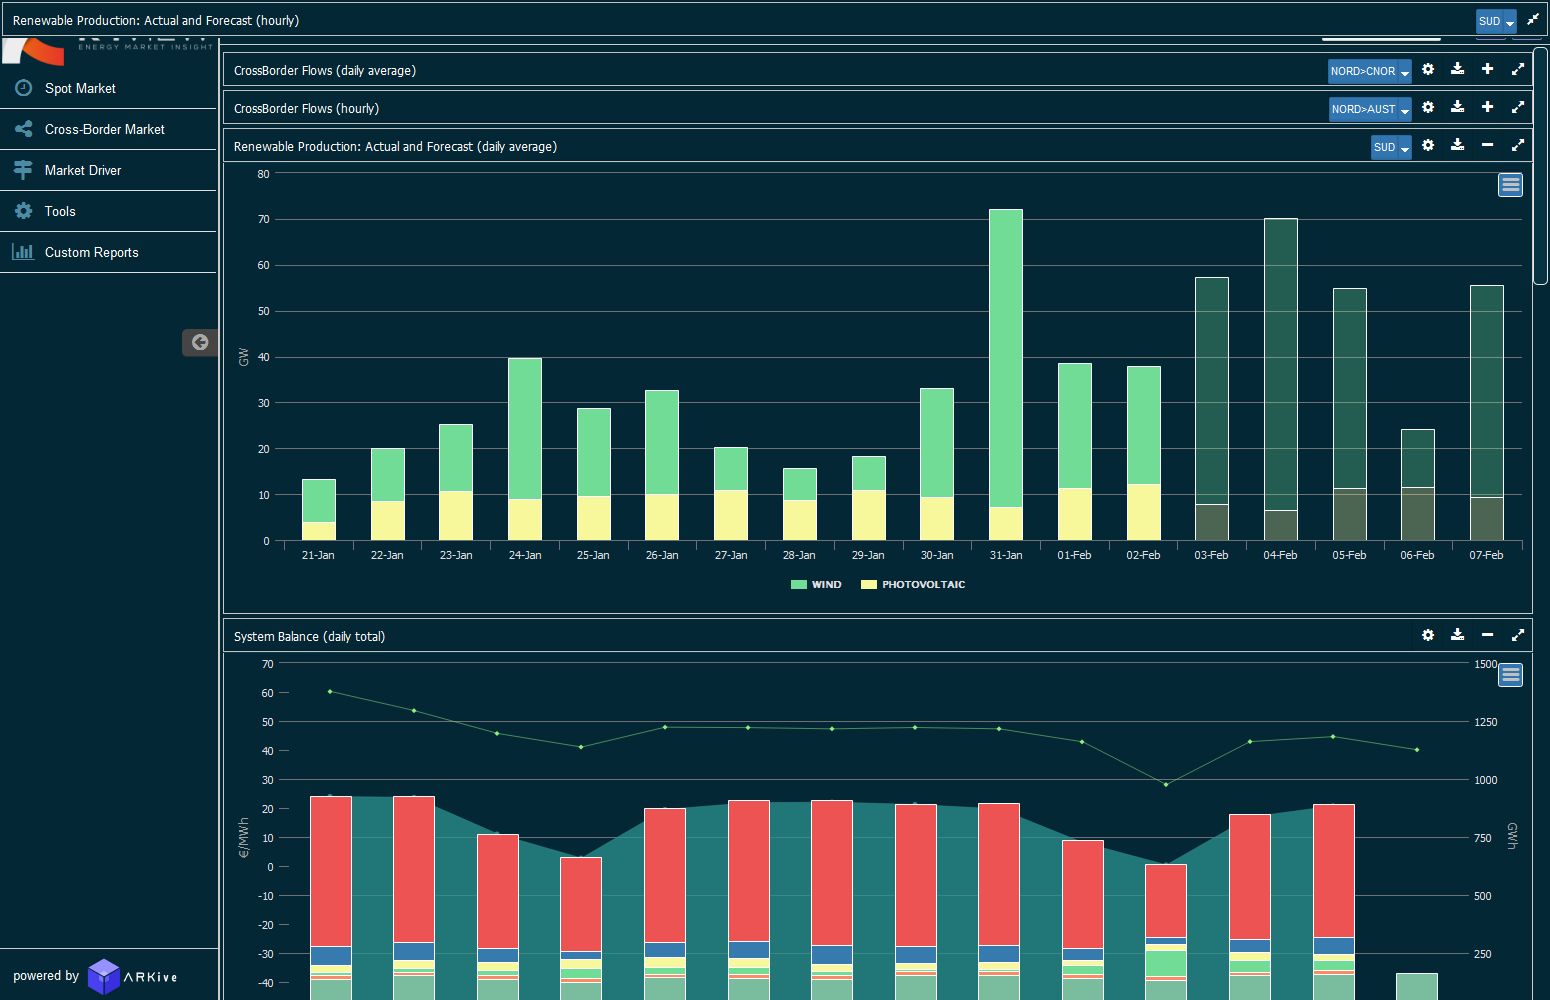 Renewable Production: Actual and Forecast (hourly)
SUD
ENERGY MARKET INSIGHT
Spot Market
Cross-Border Market
Market Driver
Tools
Custom Reports
CrossBorder Flows (daily average)
NORD>CNOR
CrossBorder Flows (hourly)
NORD>AUST
Renewable Production: Actual and Forecast (daily average)
SUD
80
70
60
50
40
30
20
10
0
GW
21-Jan 22-Jan 23-Jan 24-Jan 25-Jan 26-Jan 27-Jan 28-Jan 29-Jan 30-Jan 31-Jan 01-Feb 02-Feb 03-Feb 04-Feb 05-Feb 06-Feb 07-Feb
WIND PHOTOVOLTAIC
System Balance (daily total)
70
60
50
40
30
20
10
0
-10
-20
-30
-40
€/MWh
1500
1250
1000
750
500
250
GWh
powered by
ARKive